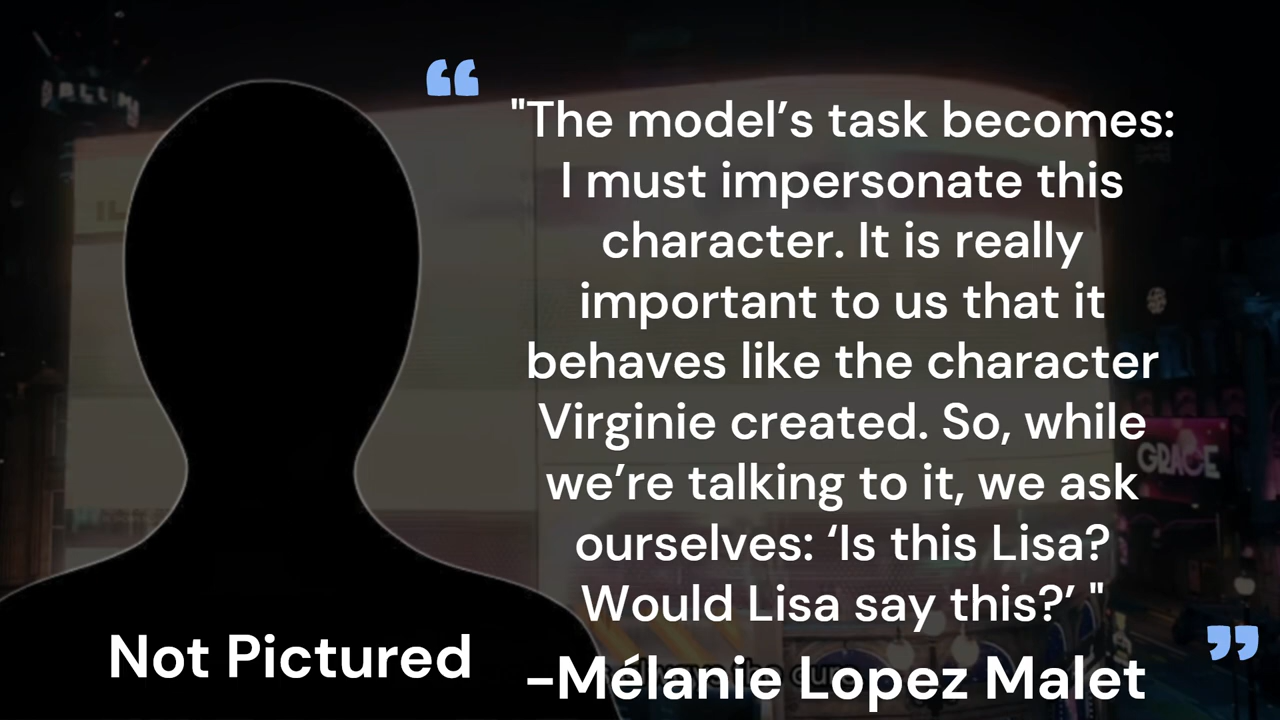 "The model’s task becomes:
I must impersonate this
character. It is really
important to us that it
behaves like the character
Virginie created. So, while
we’re talking to it, we ask
ourselves: ‘Is this Lisa?
Would Lisa say this?’ "
-Mélanie Lopez Malet
Not Pictured
GRACE